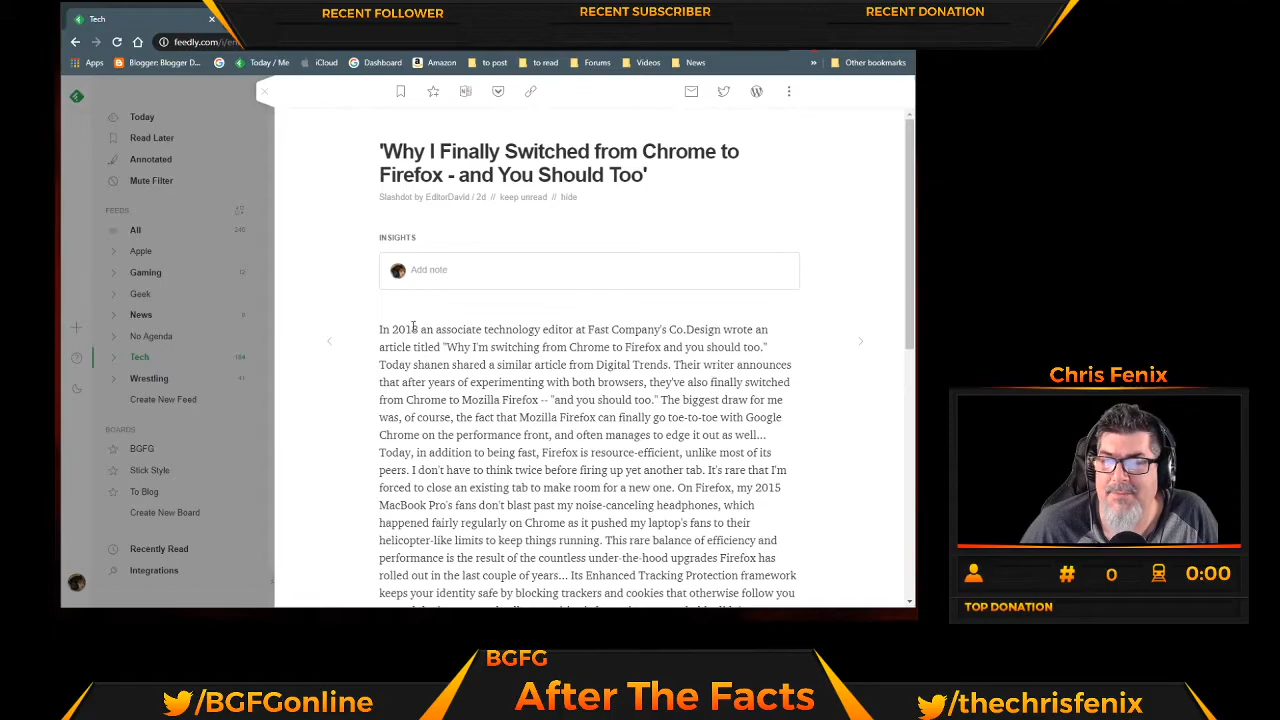 RECENT FOLLOWER
RECENT SUBSCRIBER
RECENT DONATION
Tech
feedly.com/i/en
Apps
Blogger: Blogger D...
Today / Me
iCloud
Dashboard
Amazon
to post
to read
Forums
Videos
News
»
Other bookmarks
Today
Read Later
Annotated
Mute Filter
FEEDS
All
Apple
Gaming
12
Geek
News
8
No Agenda
Tech
184
Wrestling
41
Create New Feed
BOARDS
BGFG
Stick Style
To Blog
Create New Board
Recently Read
Integrations
'Why I Finally Switched from Chrome to
Firefox - and You Should Too'
Slashdot by EditorDavid / 2d // keep unread // hide
INSIGHTS
Add note
In 2018 an associate technology editor at Fast Company's Co.Design wrote an
article titled "Why I'm switching from Chrome to Firefox and you should too."
Today shanen shared a similar article from Digital Trends. Their writer announces
that after years of experimenting with both browsers, they've also finally switched
from Chrome to Mozilla Firefox -- "and you should too." The biggest draw for me
was, of course, the fact that Mozilla Firefox can finally go toe-to-toe with Google
Chrome on the performance front, and often manages to edge it out as well...
Today, in addition to being fast, Firefox is resource-efficient, unlike most of its
peers. I don't have to think twice before firing up yet another tab. It's rare that I'm
forced to close an existing tab to make room for a new one. On Firefox, my 2015
MacBook Pro's fans don't blast past my noise-canceling headphones, which
happened fairly regularly on Chrome as it pushed my laptop's fans to their
helicopter-like limits to keep things running. This rare balance of efficiency and
performance is the result of the countless under-the-hood upgrades Firefox has
rolled out in the last couple of years... Its Enhanced Tracking Protection framework
keeps your identity safe by blocking trackers and cookies that otherwise follow you
Chris Fenix
# 0
0:00
TOP DONATION
BGFG
After The Facts
/BGFGonline
/thechrisfenix